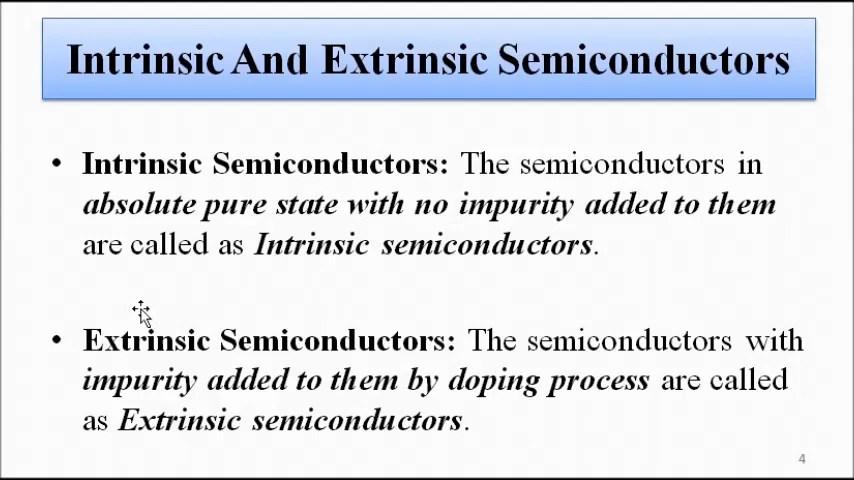 Intrinsic And Extrinsic Semiconductors
• Intrinsic Semiconductors: The semiconductors in
absolute pure state with no impurity added to them
are called as Intrinsic semiconductors.
• Extrinsic Semiconductors: The semiconductors with
impurity added to them by doping process are called
as Extrinsic semiconductors.
4